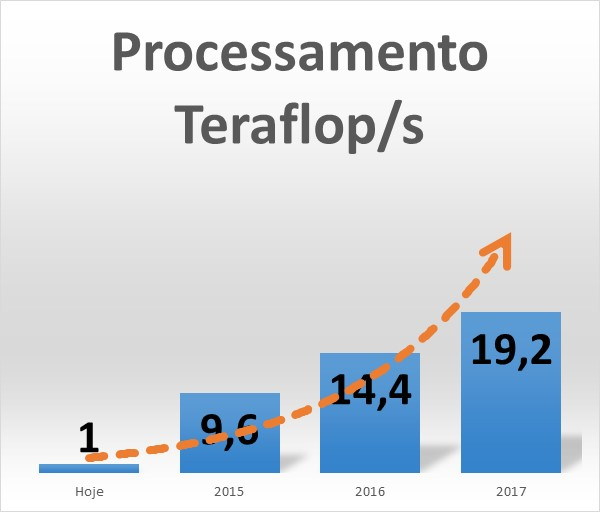 Processamento
Teraflop/s
1
9,6
14,4
19,2
Hoje
2015
2016
2017